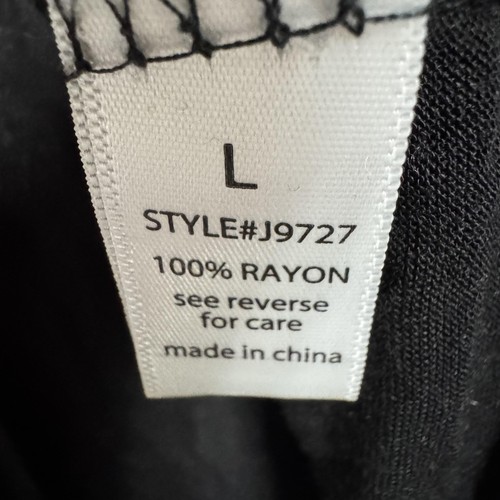 L
STYLE#J9727
100% RAYON
see reverse
for care
made in china